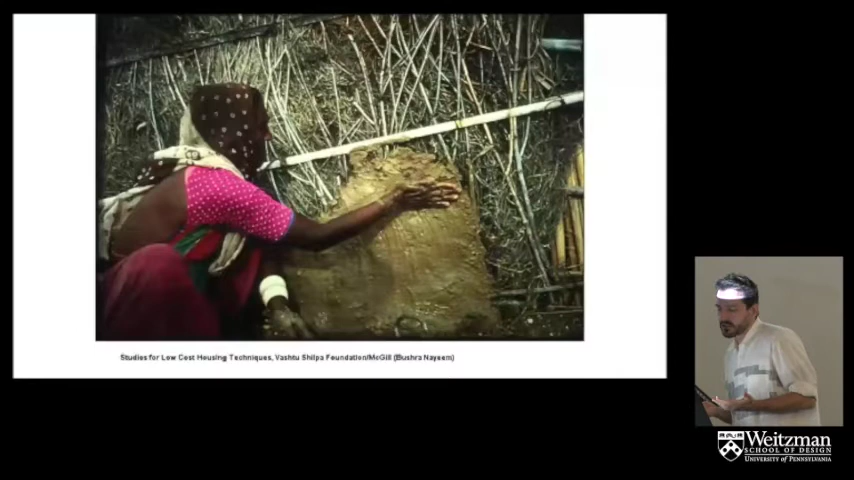 Studies for Low Cost Housing Techniques, Vashtu Shilpa Foundation/McGill (Bushra Nayeem)
Weitzman
SCHOOL OF DESIGN
UNIVERSITY OF PENNSYLVANIA